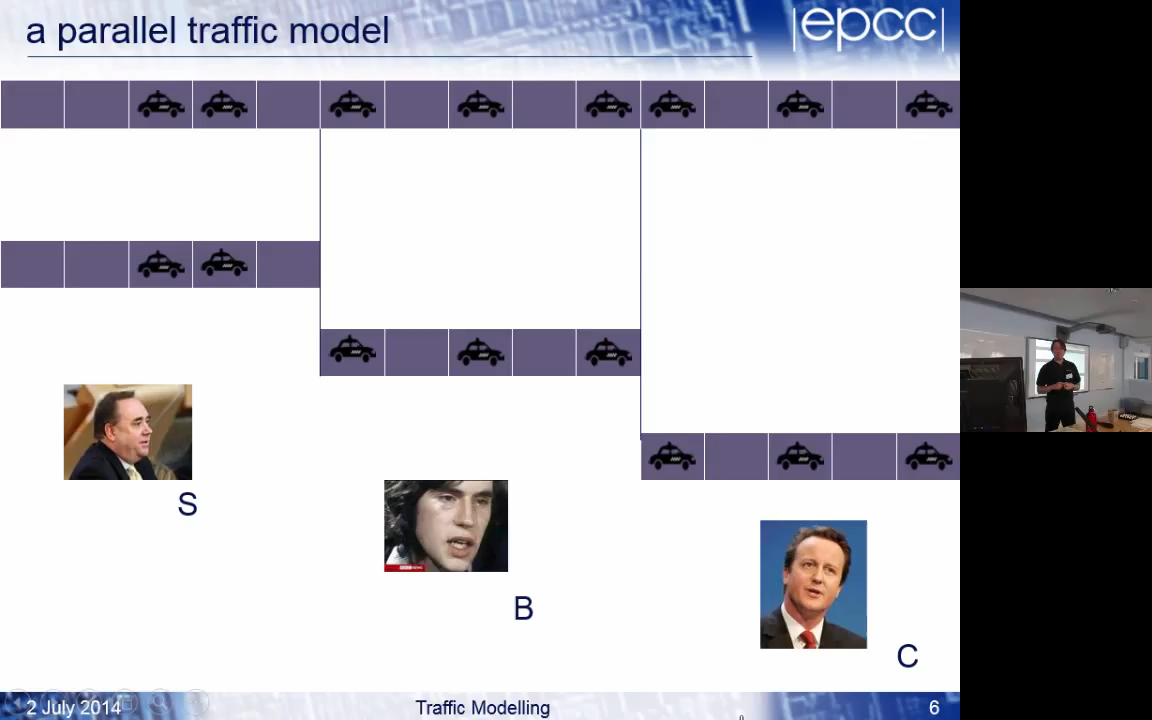 a parallel traffic model
|epcc|
S
B
C
2 July 2014
Traffic Modelling
6